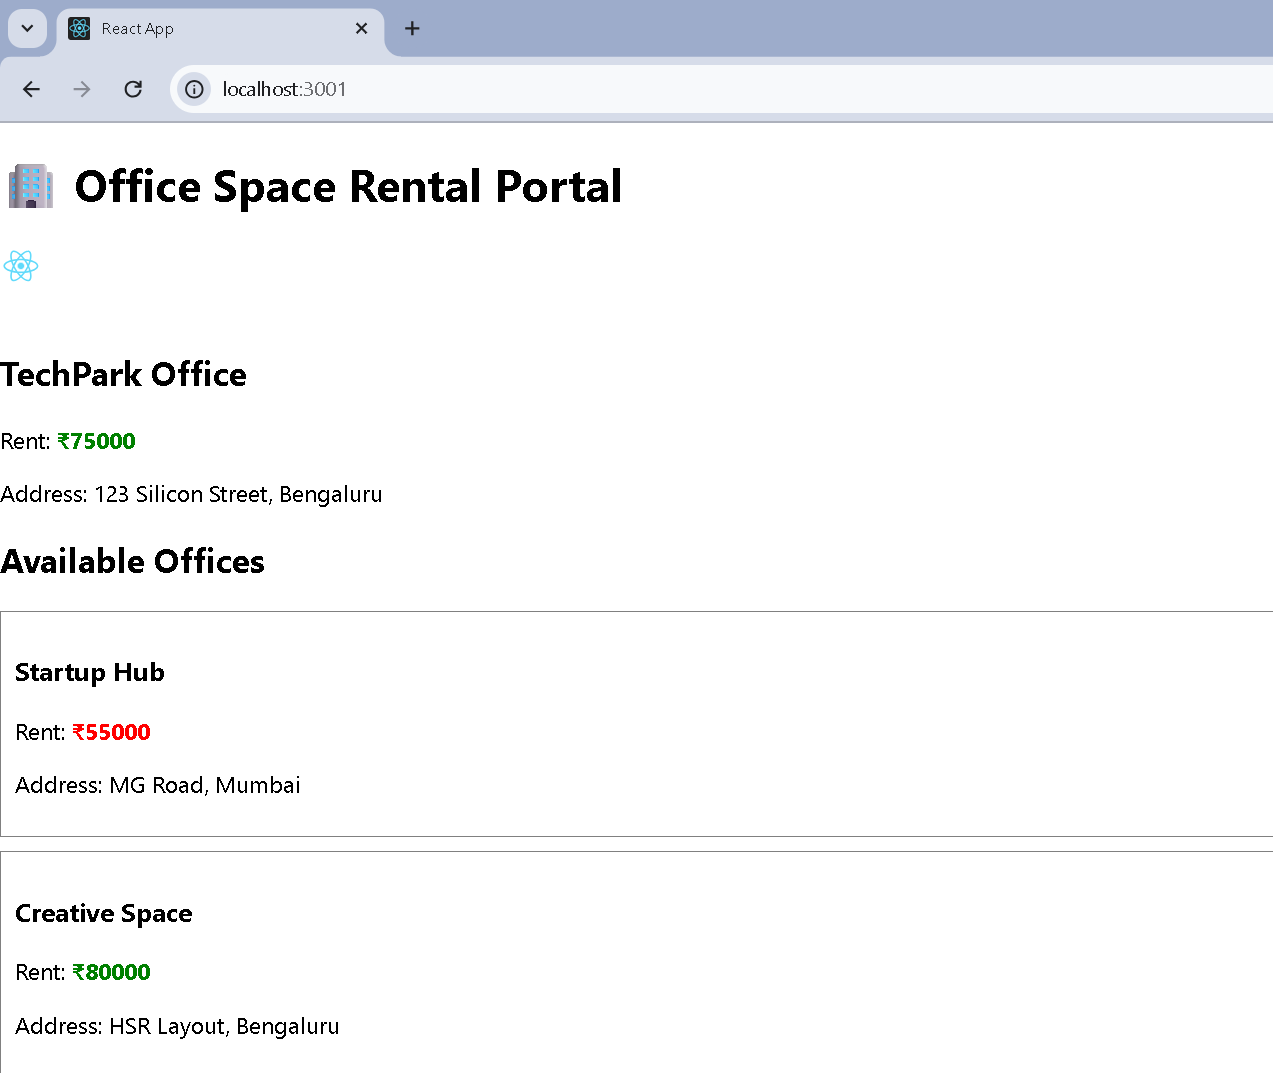 React App
localhost:3001
Office Space Rental Portal
TechPark Office
Rent: ₹75000
Address: 123 Silicon Street, Bengaluru
Available Offices
Startup Hub
Rent: ₹55000
Address: MG Road, Mumbai
Creative Space
Rent: ₹80000
Address: HSR Layout, Bengaluru